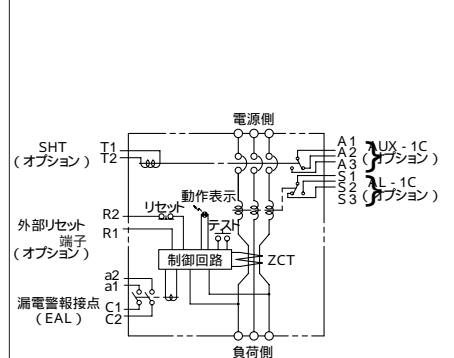 電源側
SHT
(オプション)
T1
T2
A1
A2
A3
AUX - 1C
(オプション)
S1
S2
S3
AL - 1C
(オプション)
動作表示
リセット
テスト
R2
R1
外部リセット
端子
(オプション)
制御回路
ZCT
a2
a1
漏電警報接点
(EAL)
C1
C2
負荷側